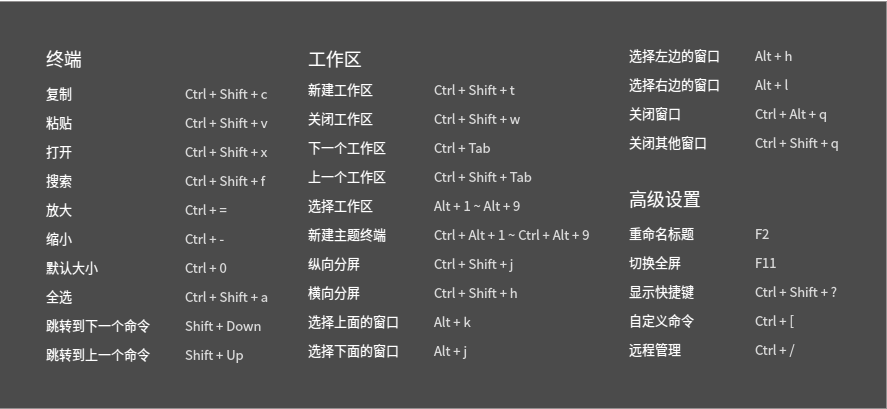 终端
复制 Ctrl + Shift + c
粘贴 Ctrl + Shift + v
打开 Ctrl + Shift + x
搜索 Ctrl + Shift + f
放大 Ctrl + =
缩小 Ctrl + -
默认大小 Ctrl + 0
全选 Ctrl + Shift + a
跳转到下一个命令 Shift + Down
跳转到上一个命令 Shift + Up
工作区
新建工作区 Ctrl + Shift + t
关闭工作区 Ctrl + Shift + w
下一个工作区 Ctrl + Tab
上一个工作区 Ctrl + Shift + Tab
选择工作区 Alt + 1 ~ Alt + 9
新建主题终端 Ctrl + Alt + 1 ~ Ctrl + Alt + 9
纵向分屏 Ctrl + Shift + j
横向分屏 Ctrl + Shift + h
选择上面的窗口 Alt + k
选择下面的窗口 Alt + j
选择左边的窗口 Alt + h
选择右边的窗口 Alt + l
关闭窗口 Ctrl + Alt + q
关闭其他窗口 Ctrl + Shift + q
高级设置
重命名标题 F2
切换全屏 F11
显示快捷键 Ctrl + Shift + ?
自定义命令 Ctrl + [
远程管理 Ctrl + /